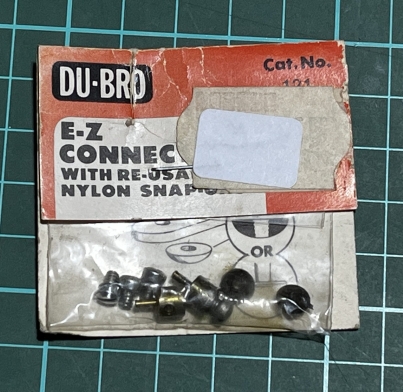 DU-BRO
Cat. No.
E-Z
CONNEC
WITH RE-USA
NYLON SNAP
OR